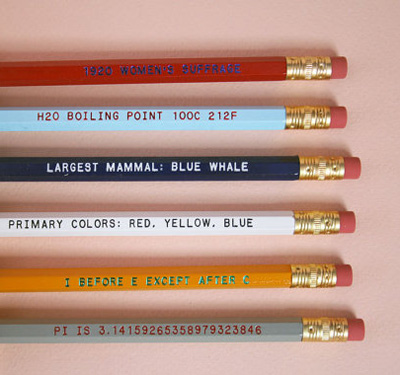 1920 WOMEN'S SUFFRAGE
H2O BOILING POINT 100C 212F
LARGEST MAMMAL: BLUE WHALE
PRIMARY COLORS: RED, YELLOW, BLUE
I BEFORE E EXCEPT AFTER C
PI IS 3.14159265358979323846